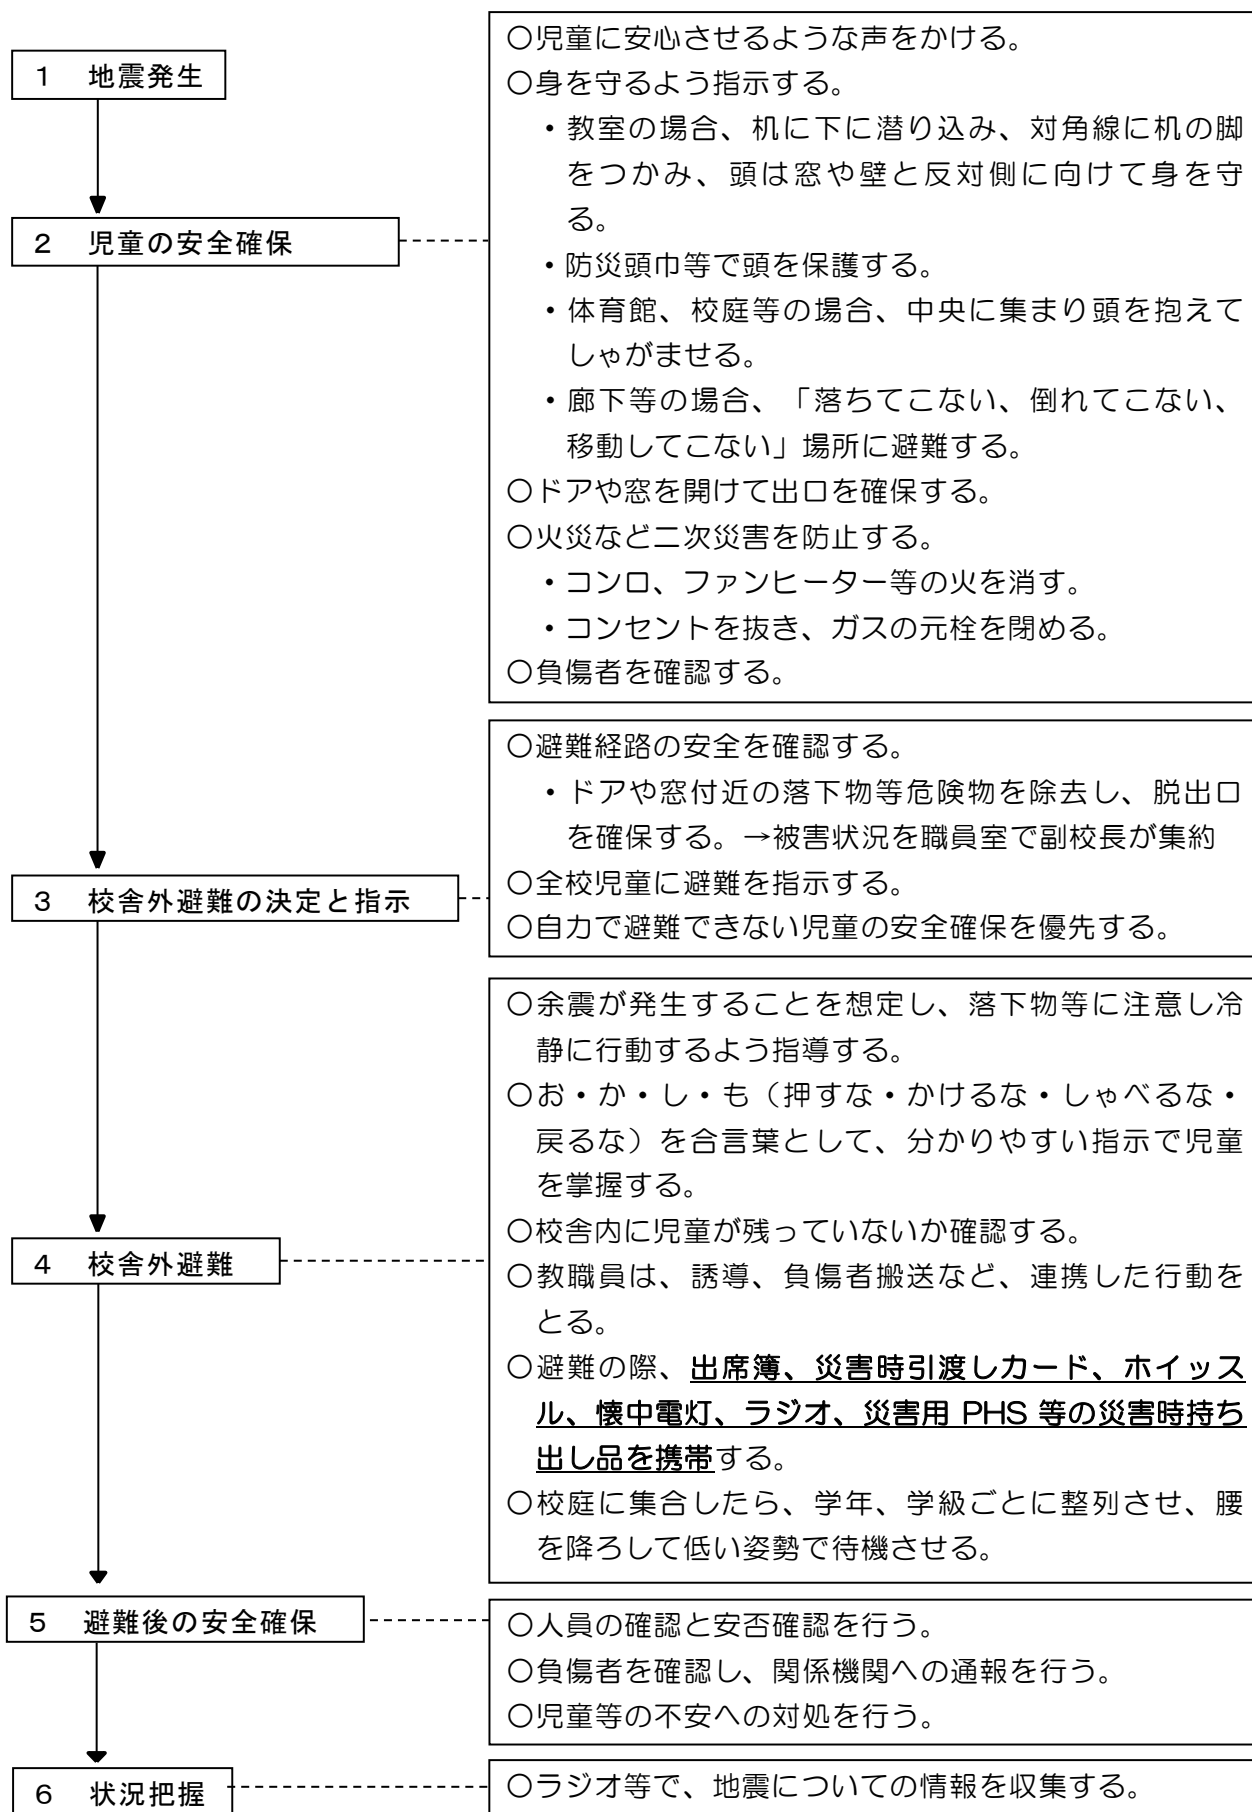 1　地震発生
○児童に安心させるような声をかける。
○身を守るよう指示する。
・教室の場合、机に下に潜り込み、対角線に机の脚
をつかみ、頭は窓や壁と反対側に向けて身を守
る。
2　児童の安全確保
・防災頭巾等で頭を保護する。
・体育館、校庭等の場合、中央に集まり頭を抱えて
しゃがませる。
・廊下等の場合、「落ちてこない、倒れてこない、
移動してこない」場所に避難する。
○ドアや窓を開けて出口を確保する。
○火災など二次災害を防止する。
・コンロ、ファンヒーター等の火を消す。
・コンセントを抜き、ガスの元栓を閉める。
○負傷者を確認する。
3　校舎外避難の決定と指示
○避難経路の安全を確認する。
・ドアや窓付近の落下物等危険物を除去し、脱出口
を確保する。→被害状況を職員室で副校長が集約
○全校児童に避難を指示する。
○自力で避難できない児童の安全確保を優先する。
4　校舎外避難
○余震が発生することを想定し、落下物等に注意し冷
静に行動するよう指導する。
○お・か・し・も（押すな・かけるな・しゃべるな・
戻るな）を合言葉として、分かりやすい指示で児童
を掌握する。
○校舎内に児童が残っていないか確認する。
○教職員は、誘導、負傷者搬送など、連携した行動を
とる。
○避難の際、出席簿、災害時引渡しカード、ホイッス
ル、懐中電灯、ラジオ、災害用 PHS 等の災害時持ち
出し品を携帯する。
○校庭に集合したら、学年、学級ごとに整列させ、腰
を降ろして低い姿勢で待機させる。
5　避難後の安全確保
○人員の確認と安否確認を行う。
○負傷者を確認し、関係機関への通報を行う。
○児童等の不安への対処を行う。
6　状況把握
○ラジオ等で、地震についての情報を収集する。